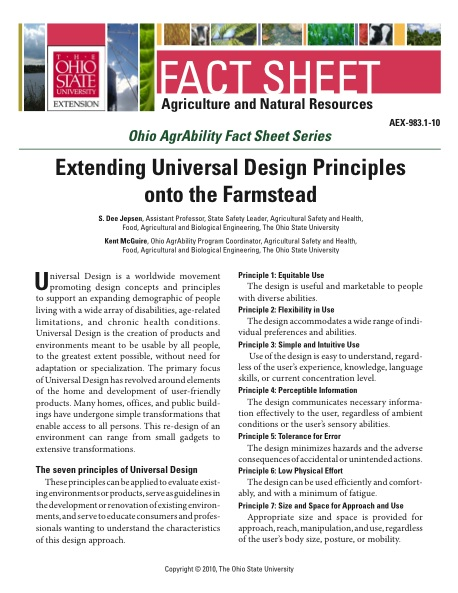 T · H · E
OHIO
STATE
UNIVERSITY
EXTENSION
FACT SHEET
Agriculture and Natural Resources
AEX-983.1-10
Ohio AgrAbility Fact Sheet Series
Extending Universal Design Principles
onto the Farmstead
S. Dee Jepsen, Assistant Professor, State Safety Leader, Agricultural Safety and Health,
Food, Agricultural and Biological Engineering, The Ohio State University
Kent McGuire, Ohio AgrAbility Program Coordinator, Agricultural Safety and Health,
Food, Agricultural and Biological Engineering, The Ohio State University
Universal Design is a worldwide movement
promoting design concepts and principles
to support an expanding demographic of people
living with a wide array of disabilities, age-related
limitations, and chronic health conditions.
Universal Design is the creation of products and
environments meant to be usable by all people,
to the greatest extent possible, without need for
adaptation or specialization. The primary focus
of Universal Design has revolved around elements
of the home and development of user-friendly
products. Many homes, offices, and public build-
ings have undergone simple transformations that
enable access to all persons. This re-design of an
environment can range from small gadgets to
extensive transformations.
The seven principles of Universal Design
These principles can be applied to evaluate exist-
ing environments or products, serve as guidelines in
the development or renovation of existing environ-
ments, and serve to educate consumers and profes-
sionals wanting to understand the characteristics
of this design approach.
Principle 1: Equitable Use
The design is useful and marketable to people
with diverse abilities.
Principle 2: Flexibility in Use
The design accommodates a wide range of indi-
vidual preferences and abilities.
Principle 3: Simple and Intuitive Use
Use of the design is easy to understand, regard-
less of the user's experience, knowledge, language
skills, or current concentration level.
Principle 4: Perceptible Information
The design communicates necessary informa-
tion effectively to the user, regardless of ambient
conditions or the user's sensory abilities.
Principle 5: Tolerance for Error
The design minimizes hazards and the adverse
consequences of accidental or unintended actions.
Principle 6: Low Physical Effort
The design can be used efficiently and comfort-
ably, and with a minimum of fatigue.
Principle 7: Size and Space for Approach and Use
Appropriate size and space is provided for
approach, reach, manipulation, and use, regardless
of the user's body size, posture, or mobility.
Copyright © 2010, The Ohio State University